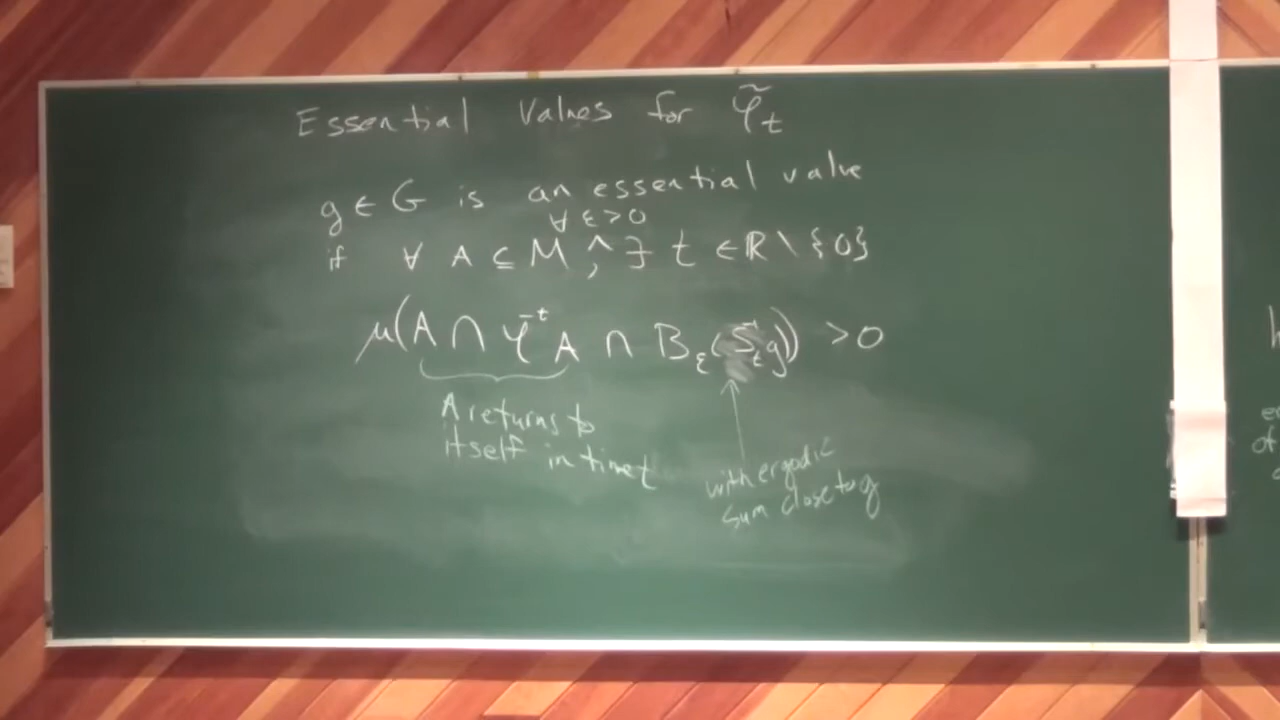 Essential Values for φ̃_t
g ∈ G is an essential value
∀ ε > 0
if ∀ A ⊆ M, ∃ t ∈ ℝ \ {0}
μ(A ∩ φ^{-t} A ∩ B_ε(S_t g)) > 0
A returns to
itself in time t
with ergodic
sum close to g
of